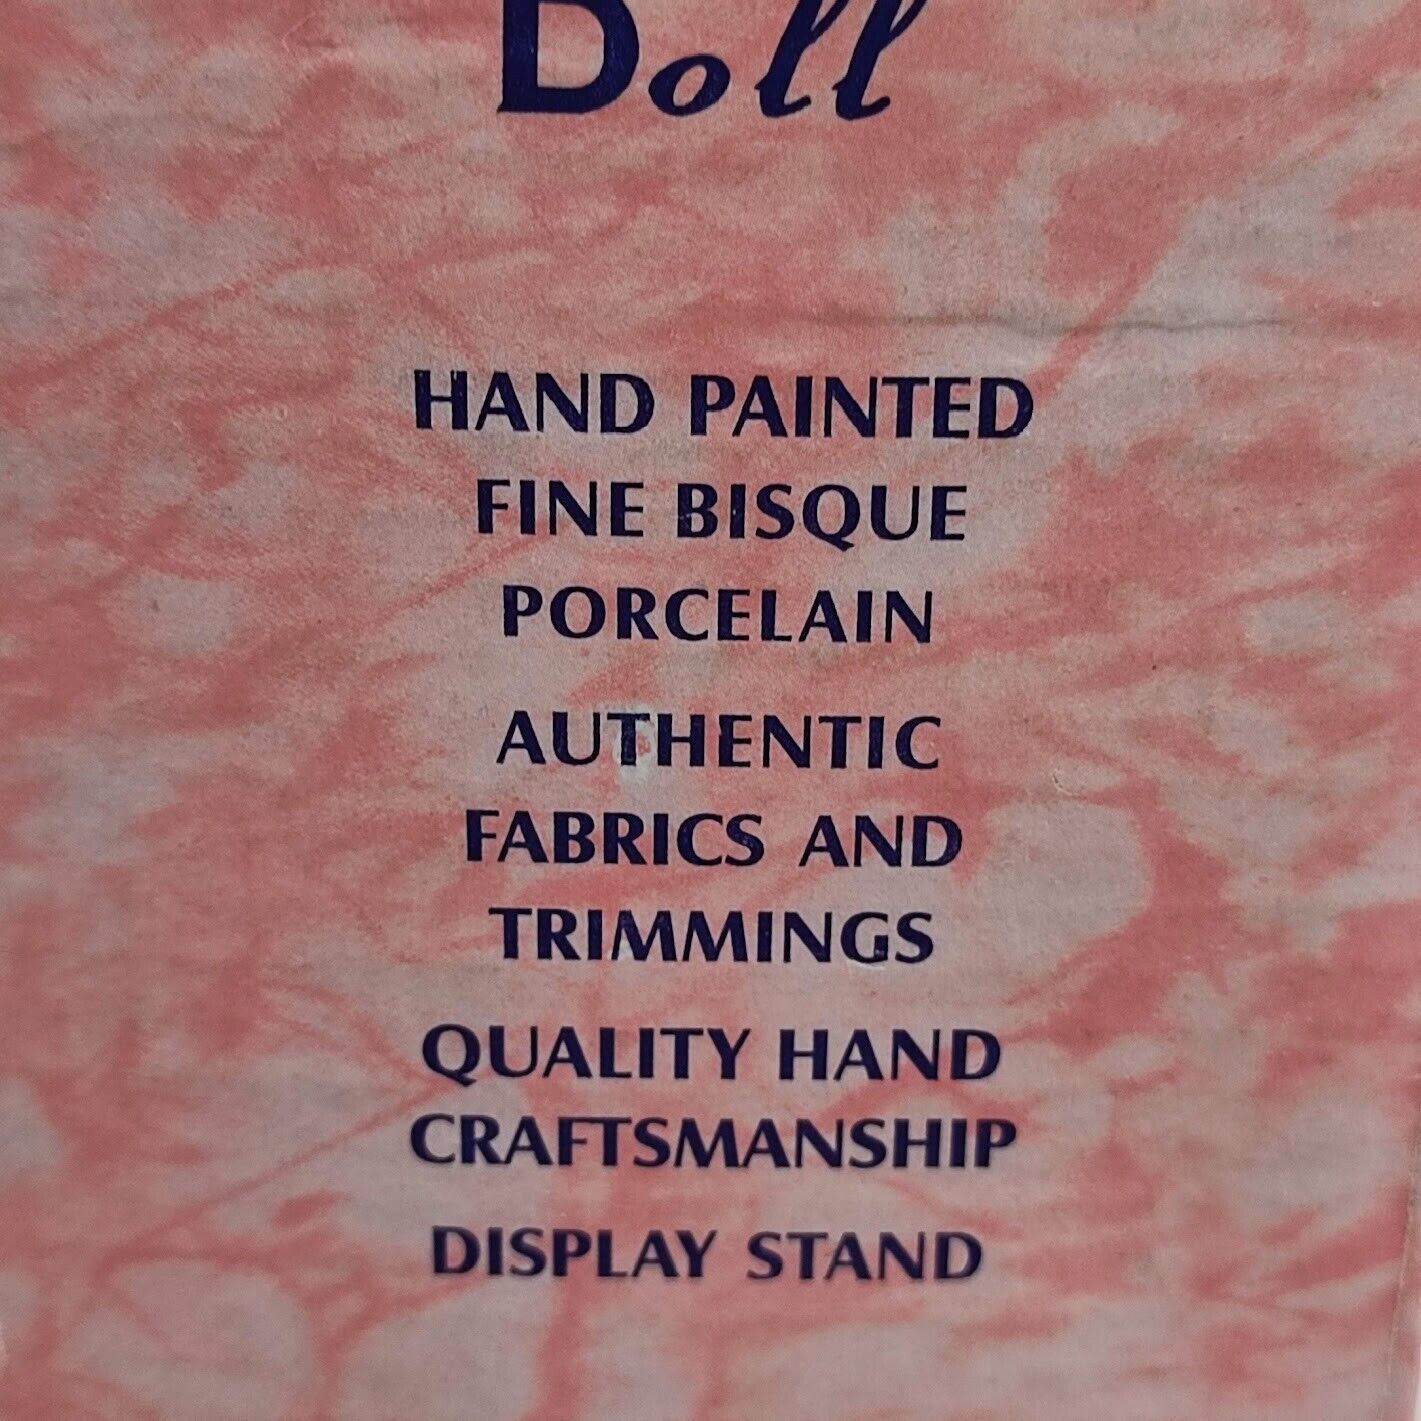 Doll
HAND PAINTED
FINE BISQUE
PORCELAIN
AUTHENTIC
FABRICS AND
TRIMMINGS
QUALITY HAND
CRAFTSMANSHIP
DISPLAY STAND